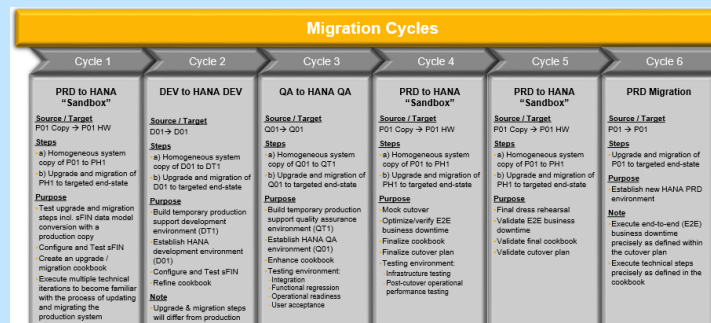 Migration Cycles
Cycle 1
Cycle 2
Cycle 3
Cycle 4
Cycle 5
Cycle 6
PRD to HANA
“Sandbox”
Source / Target
P01 Copy → P01 HW
Steps
a) Homogeneous system
copy of P01 to PH1
b) Upgrade and migration of
PH1 to targeted end-state
Purpose
Test upgrade and migration
steps incl. sFIN data model
conversion with a
production copy
Configure and Test sFIN
Create an upgrade /
migration cookbook
Execute multiple technical
iterations to become familiar
with the process of updating
and migrating the
production system
DEV to HANA DEV
Source / Target
D01→ D01
Steps
a) Homogeneous system
copy of D01 to DT1
b) Upgrade and migration of
D01 to targeted end-state
Purpose
Build temporary production
support development
environment (DT1)
Establish HANA
development environment
(D01)
Configure and Test sFIN
Refine cookbook
Note
Upgrade & migration steps
will differ from production
QA to HANA QA
Source / Target
Q01→ Q01
Steps
a) Homogeneous system
copy of Q01 to QT1
b) Upgrade and migration of
Q01 to targeted end-state
Purpose
Build temporary production
support quality assurance
environment (QT1)
Establish HANA QA
environment (Q01)
Enhance cookbook
Testing environment:
Integration
Functional regression
Operational readiness
User acceptance
PRD to HANA
“Sandbox”
Source / Target
P01 Copy → P01 HW
Steps
a) Homogeneous system
copy of P01 to PH1
b) Upgrade and migration of
PH1 to targeted end-state
Purpose
Mock cutover
Optimize/verify E2E
business downtime
Finalize cookbook
Finalize cutover plan
Testing environment:
Infrastructure testing
Post-cutover operational
performance testing
PRD to HANA
“Sandbox”
Source / Target
P01 Copy → P01 HW
Steps
a) Homogeneous system
copy of P01 to PH1
b) Upgrade and migration of
PH1 to targeted end-state
Purpose
Final dress rehearsal
Validate E2E business
downtime
Validate final cookbook
Validate cutover plan
PRD Migration
Source / Target
P01 → P01
Steps
Upgrade and migration of
P01 to targeted end-state
Purpose
Establish new HANA PRD
environment
Note
Execute end-to-end (E2E)
business downtime
precisely as defined within
the cutover plan
Execute technical steps
precisely as defined in the
cookbook